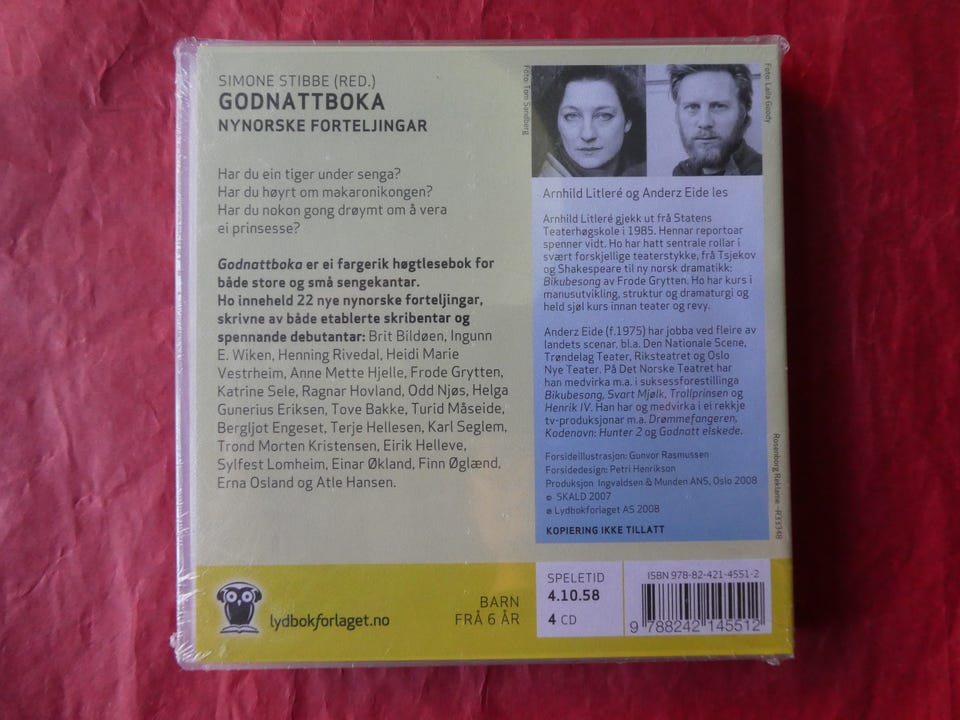 SIMONE STIBBE (RED.)
GODNATTBOKA
NYNORSKE FORTELJINGAR
Har du ein tiger under senga?
Har du høyrt om makaronikongen?
Har du nokon gong drøymt om å vera
ei prinsesse?
Godnattboka er ei fargerik høgtlesebok for
både store og små sengekantar.
Ho inneheld 22 nye nynorske forteljingar,
skrivne av både etablerte skribentar og
spennande debutantar: Brit Bildøen, Ingunn
E. Wiken, Henning Rivedal, Heidi Marie
Vestrheim, Anne Mette Hjelle, Frode Grytten,
Katrine Sele, Ragnar Hovland, Odd Njøs, Helga
Gunerius Eriksen, Tove Bakke, Turid Måseide,
Bergljot Engeset, Terje Hellesen, Karl Seglem,
Trond Morten Kristensen, Eirik Helleve,
Sylfest Lomheim, Einar Økland, Finn Øglænd,
Erna Osland og Atle Hansen.
Foto: Tom Sandberg
Foto: Laila Goody
Arnhild Litleré og Anderz Eide les
Arnhild Litleré gjekk ut frå Statens
Teaterhøgskole i 1985. Hennar reportoar
spenner vidt. Ho har hatt sentrale rollar i
svært forskjellige teaterstykke, frå Tsjekov
og Shakespeare til ny norsk dramatikk:
Bikubesong av Frode Grytten. Ho har kurs i
manusutvikling, struktur og dramaturgi og
held sjøl kurs innan teater og revy.
Anderz Eide (f.1975) har jobba ved fleire av
landets scenar, bl.a. Den Nationale Scene,
Trøndelag Teater, Riksteatret og Oslo
Nye Teater. På Det Norske Teatret har
han medvirka m.a. i suksessforestillinga
Bikubesong, Svart Mjølk, Trollprinsen og
Henrik IV. Han har og medvirka i ei rekkje
tv-produksjonar m.a. Drømmefangeren,
Kodenavn: Hunter 2 og Godnatt elskede.
Forsideillustrasjon: Gunvor Rasmussen
Forsidedesign: Petri Henrikson
Produksjon Ingvaldsen & Munden ANS, Oslo 2008
© SKALD 2007
℗ Lydbokforlaget AS 2008
KOPIERING IKKE TILLATT
Rosenborg Reklame -R33348
lydbokforlaget.no
BARN
FRÅ 6 ÅR
SPELETID
4.10.58
4 CD
ISBN 978-82-421-4551-2
9 788242 145512